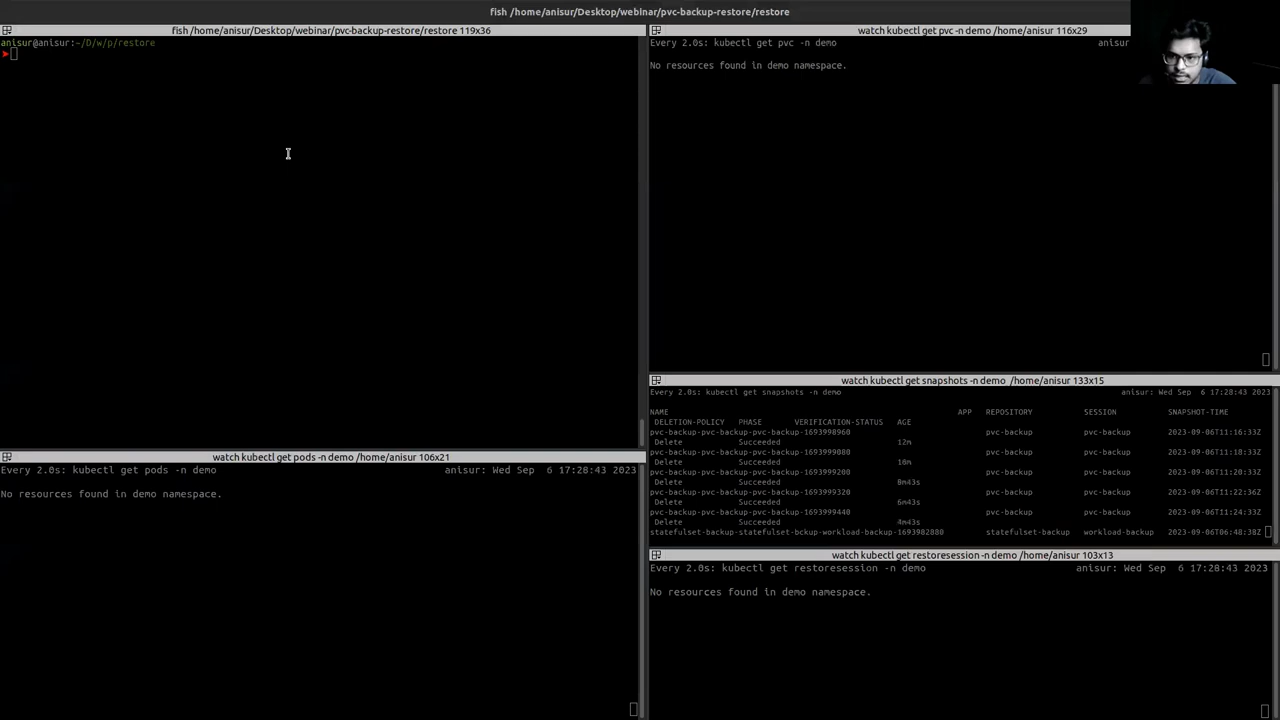 fish /home/anisur/Desktop/webinar/pvc-backup-restore/restore
fish /home/anisur/Desktop/webinar/pvc-backup-restore/restore 119x36
anisur@anisur:~/D/w/p/restore
watch kubectl get pvc -n demo /home/anisur 116x29
Every 2.0s: kubectl get pvc -n demo anisur
No resources found in demo namespace.
watch kubectl get snapshots -n demo /home/anisur 133x15
Every 2.0s: kubectl get snapshots -n demo anisur: Wed Sep 6 17:28:43 2023
NAME APP REPOSITORY SESSION SNAPSHOT-TIME
DELETION-POLICY PHASE VERIFICATION-STATUS AGE
pvc-backup-pvc-backup-pvc-backup-1693998960 pvc-backup pvc-backup 2023-09-06T11:16:33Z
Delete Succeeded 12m
pvc-backup-pvc-backup-pvc-backup-1693999080 pvc-backup pvc-backup 2023-09-06T11:18:33Z
Delete Succeeded 10m
pvc-backup-pvc-backup-pvc-backup-1693999200 pvc-backup pvc-backup 2023-09-06T11:20:33Z
Delete Succeeded 8m43s
pvc-backup-pvc-backup-pvc-backup-1693999320 pvc-backup pvc-backup 2023-09-06T11:22:36Z
Delete Succeeded 6m43s
pvc-backup-pvc-backup-pvc-backup-1693999440 pvc-backup pvc-backup 2023-09-06T11:24:33Z
Delete Succeeded 4m43s
statefulset-backup-statefulset-bckup-workload-backup-1693982880 statefulset-backup workload-backup 2023-09-06T06:48:38Z
watch kubectl get pods -n demo /home/anisur 106x21
Every 2.0s: kubectl get pods -n demo anisur: Wed Sep 6 17:28:43 2023
No resources found in demo namespace.
watch kubectl get restoresession -n demo /home/anisur 103x13
Every 2.0s: kubectl get restoresession -n demo anisur: Wed Sep 6 17:28:43 2023
No resources found in demo namespace.